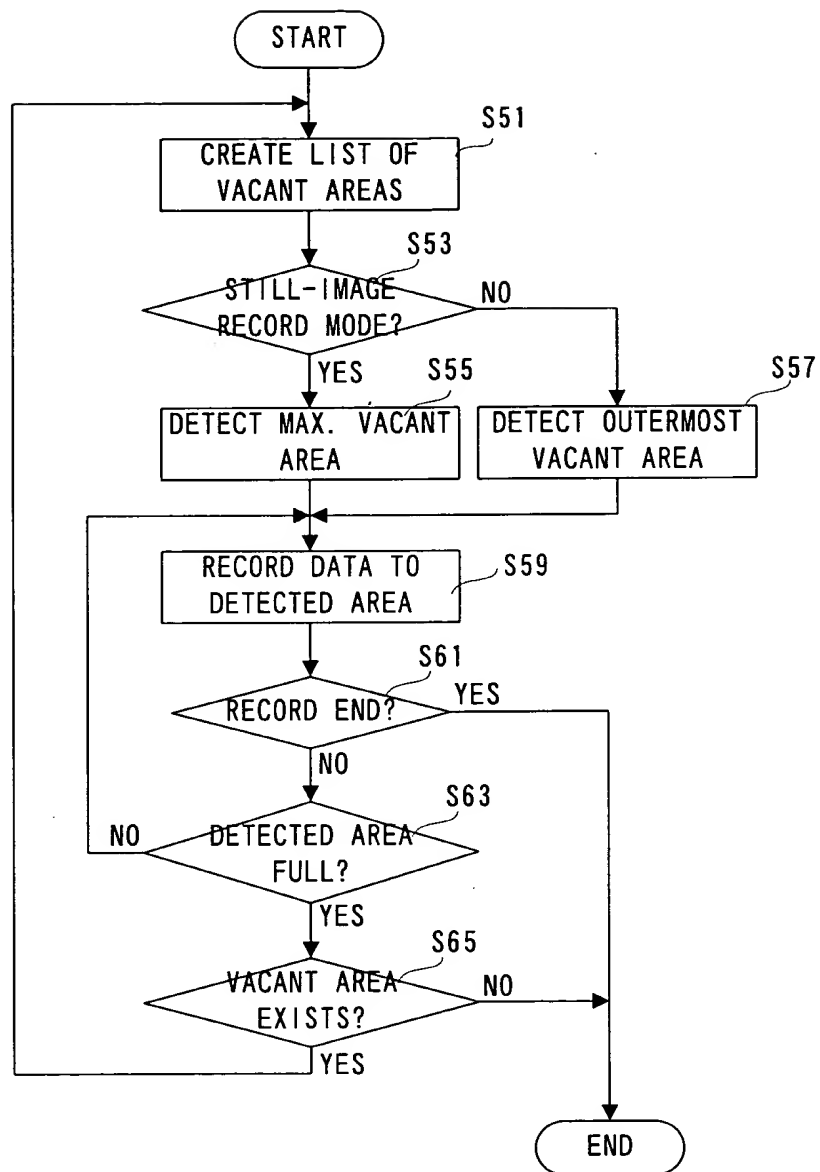 START
S51
CREATE LIST OF
VACANT AREAS
S53
STILL-IMAGE
RECORD MODE?
NO
YES
S55
DETECT MAX. VACANT
AREA
S57
DETECT OUTERMOST
VACANT AREA
RECORD DATA TO
DETECTED AREA
S59
S61
RECORD END?
YES
NO
S63
NO
DETECTED AREA
FULL?
YES
S65
VACANT AREA
EXISTS?
NO
YES
END